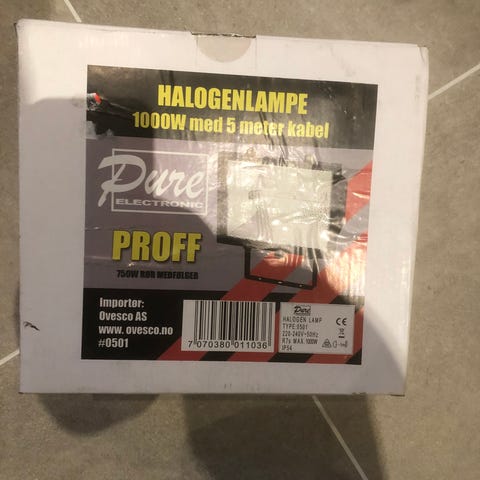 HALOGENLAMPE
1000W med 5 meter kabel
Pure
ELECTRONIC
PROFF
750W RØR MEDFØLGER
Importør:
Ovesco AS
www.ovesco.no
#0501
7 070380 011036
Pure
HALOGEN LAMP
TYPE:0501
220-240V~50Hz
R7s MAX.1000W
IP54
CE